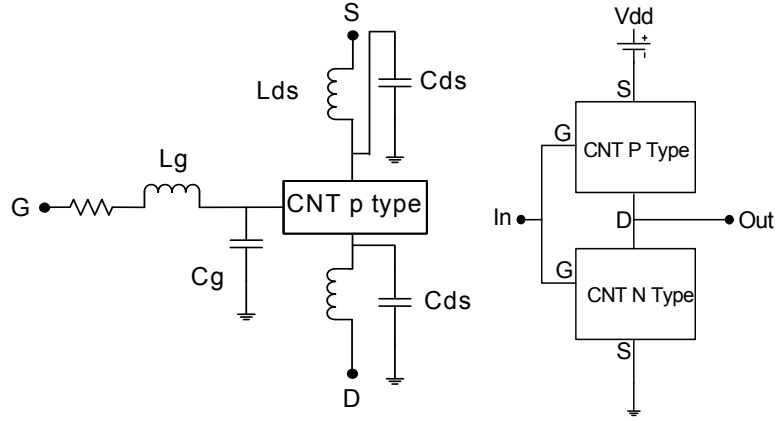 S
Lds
Cds
Lg
G
CNT p type
Cg
Cds
D
Vdd
+
-
S
G
CNT P Type
In
D
Out
G
CNT N Type
S